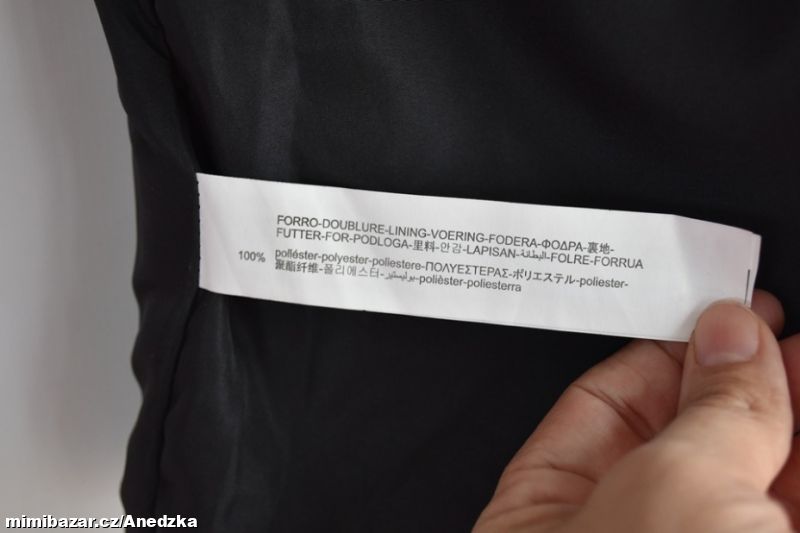 FORRO-DOUBLURE-LINING-VOERING-FODERA-ΦΟΔΡΑ-裏地-
FUTTER-FOR-PODLOGA-里料-안감-LAPISAN-البطانة-FOLRE-FORRUA
100% poliéster-polyester-poliestere-ΠΟΛΥΕΣΤΕΡΑΣ-ポリエステル-poliester-
聚酯纤维-폴리에스터-بوليستير-polièster-poliesterra
mimibazar.cz/Anedzka